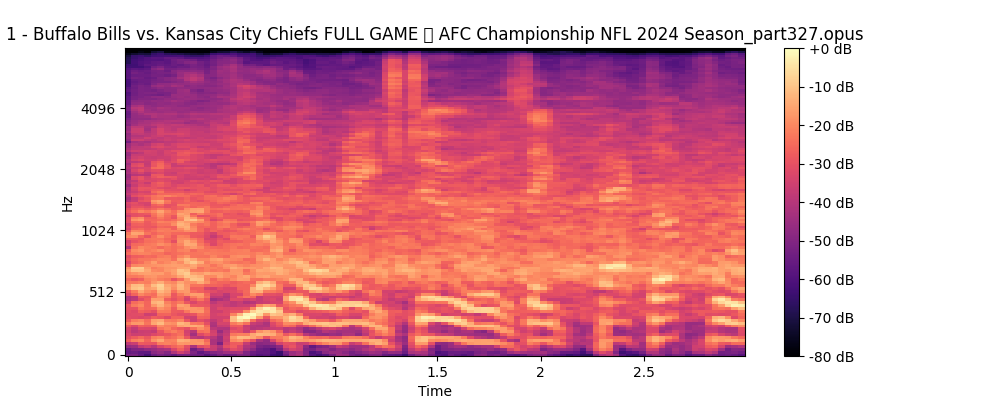 1 - Buffalo Bills vs. Kansas City Chiefs FULL GAME ▯ AFC Championship NFL 2024 Season_part327.opus
+0 dB
-10 dB
-20 dB
-30 dB
-40 dB
-50 dB
-60 dB
-70 dB
-80 dB
4096
2048
1024
512
0
Hz
0
0.5
1
1.5
2
2.5
Time